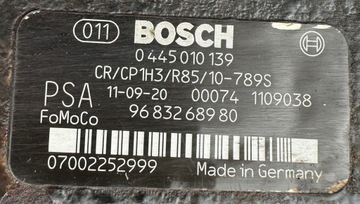 011 BOSCH
0 445 010 139
CR/CP1H3/R85/10-789S
PSA 11-09-20 00074 1109038
FoMoCo 96 832 689 80
07002252999 Made in Germany